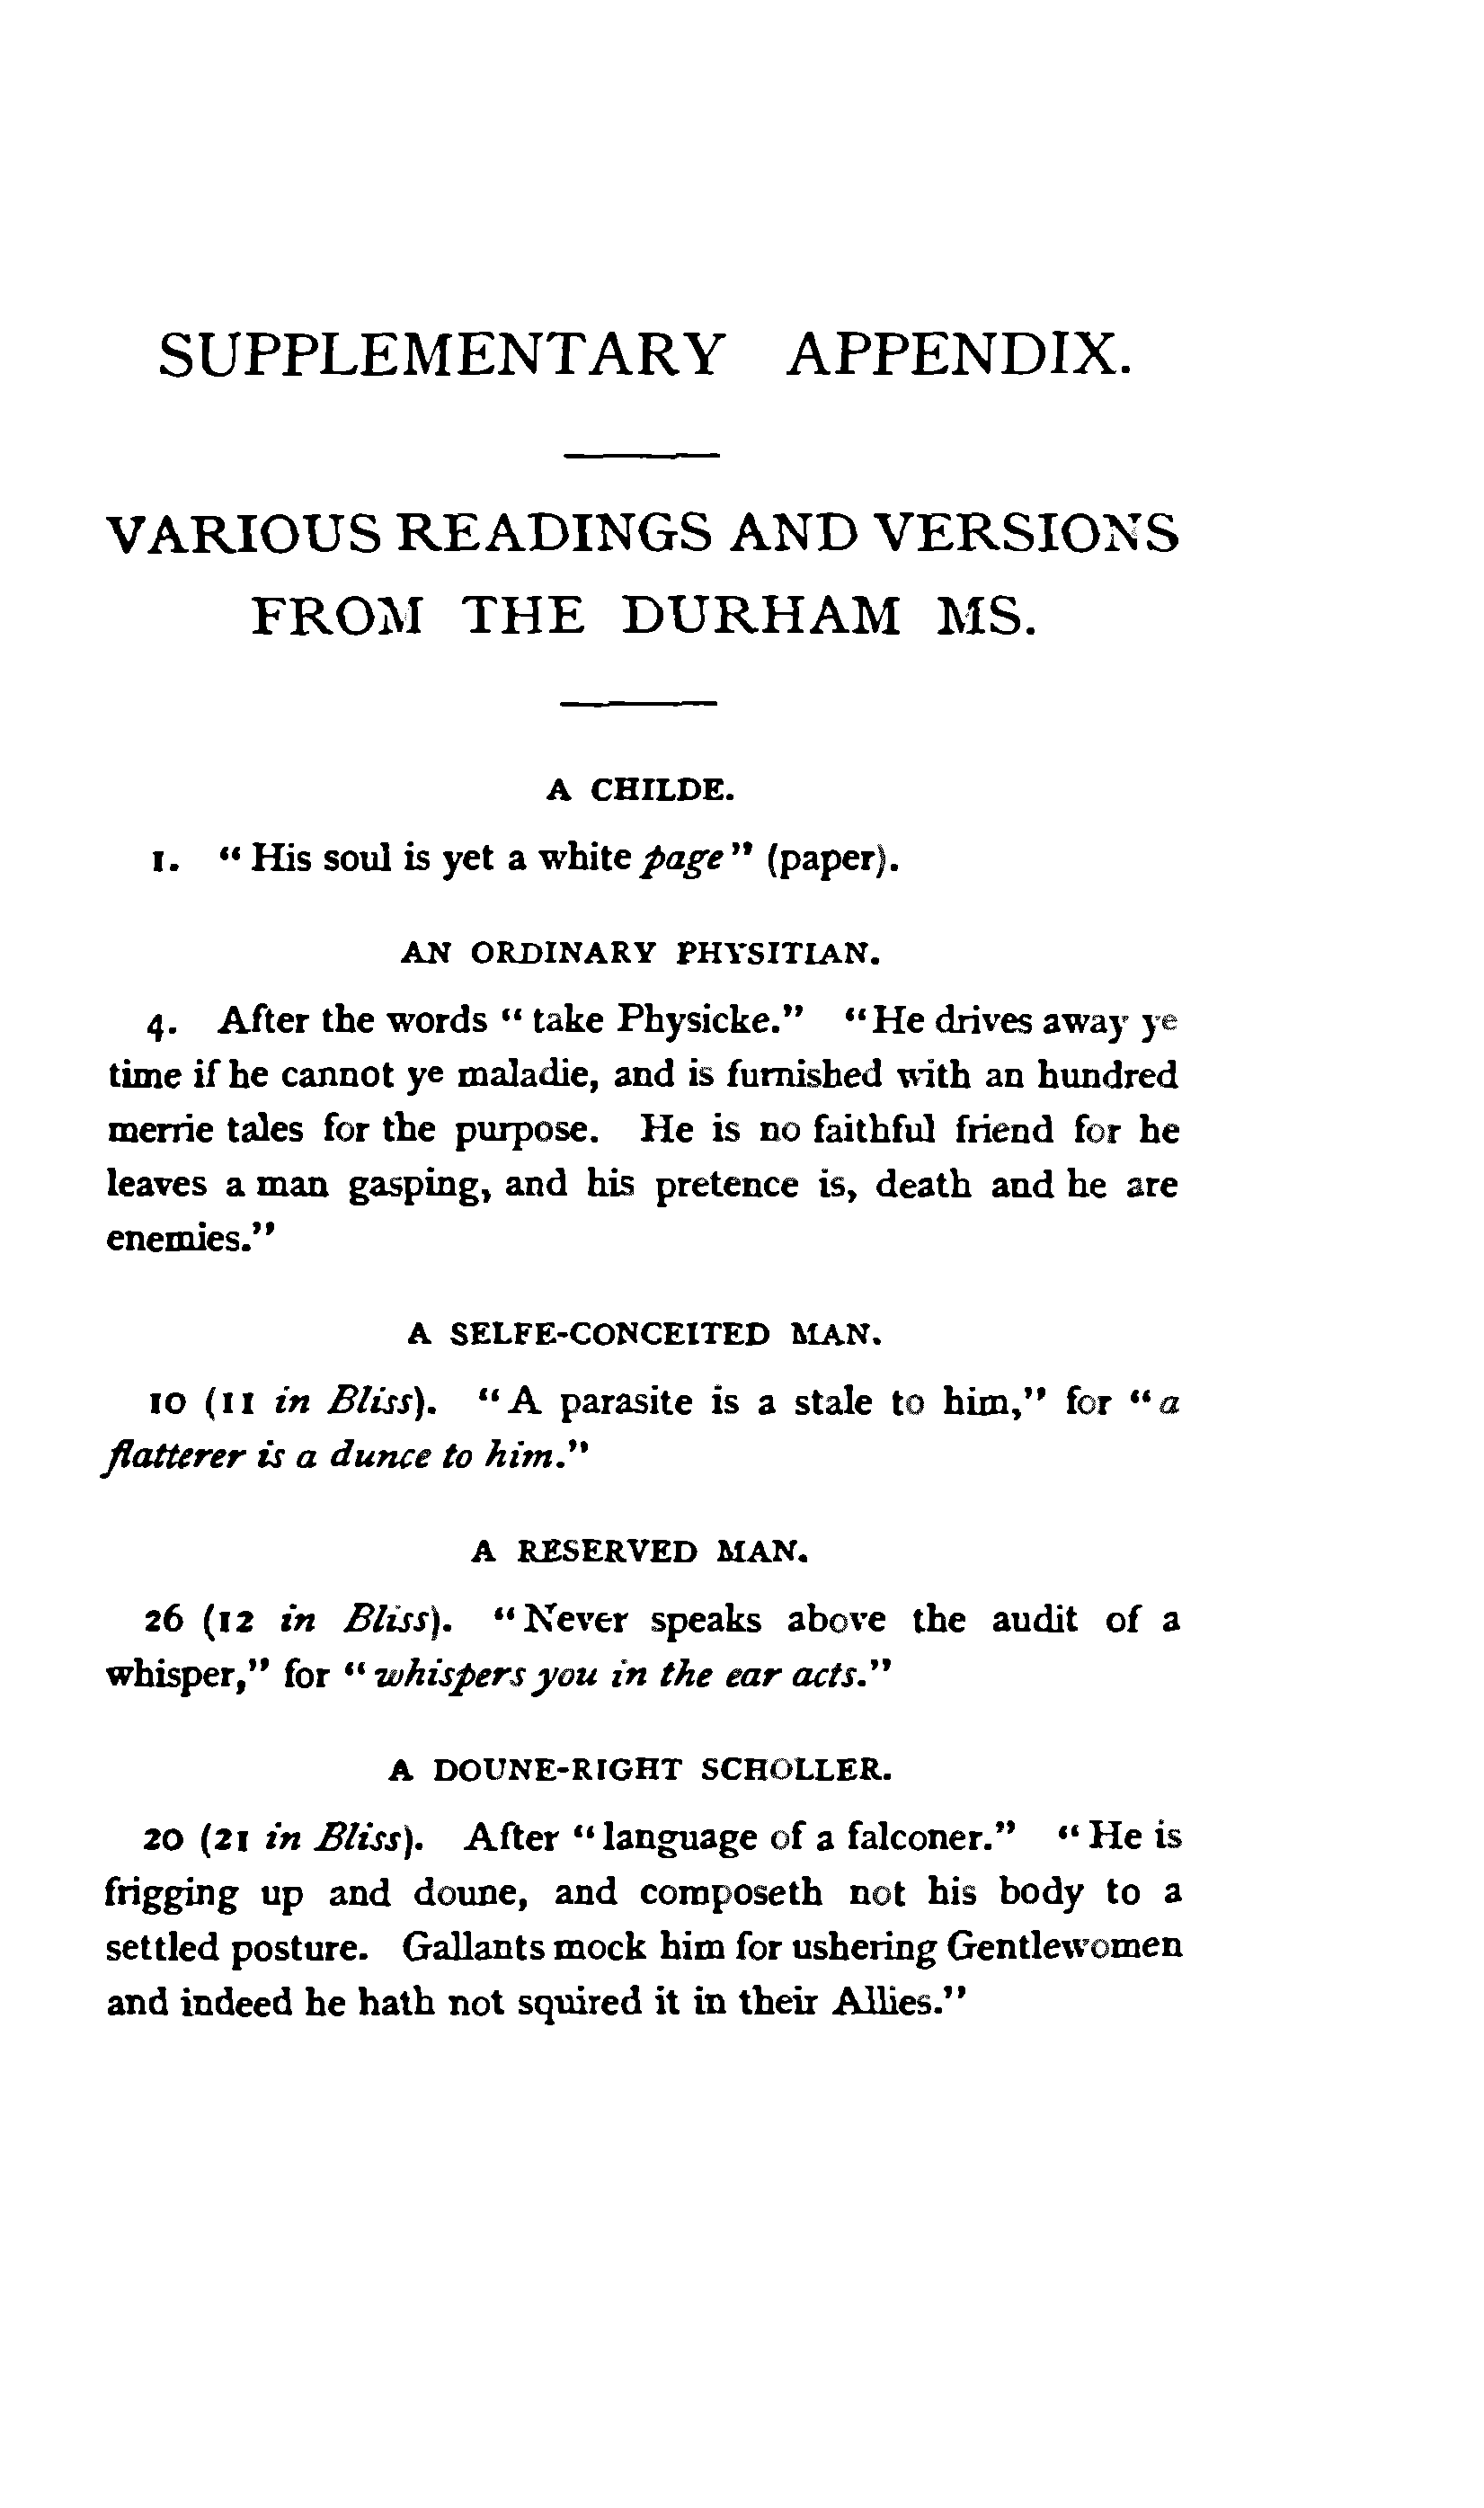 SUPPLEMENTARY APPENDIX.
VARIOUS READINGS AND VERSIONS
FROM THE DURHAM MS.
A CHILDE.
1. "His soul is yet a white page" (paper).
AN ORDINARY PHYSITIAN.
4. After the words "take Physicke." "He drives away ye
time if he cannot ye maladie, and is furnished with an hundred
merrie tales for the purpose. He is no faithful friend for he
leaves a man gasping, and his pretence is, death and he are
enemies."
A SELFE-CONCEITED MAN.
10 (11 in Bliss). "A parasite is a stale to him," for "a
flatterer is a dunce to him."
A RESERVED MAN.
26 (12 in Bliss). "Never speaks above the audit of a
whisper," for "whispers you in the ear acts."
A DOUNE-RIGHT SCHOLLER.
20 (21 in Bliss). After "language of a falconer." "He is
frigging up and doune, and composeth not his body to a
settled posture. Gallants mock him for ushering Gentlewomen
and indeed he hath not squired it in their Allies."